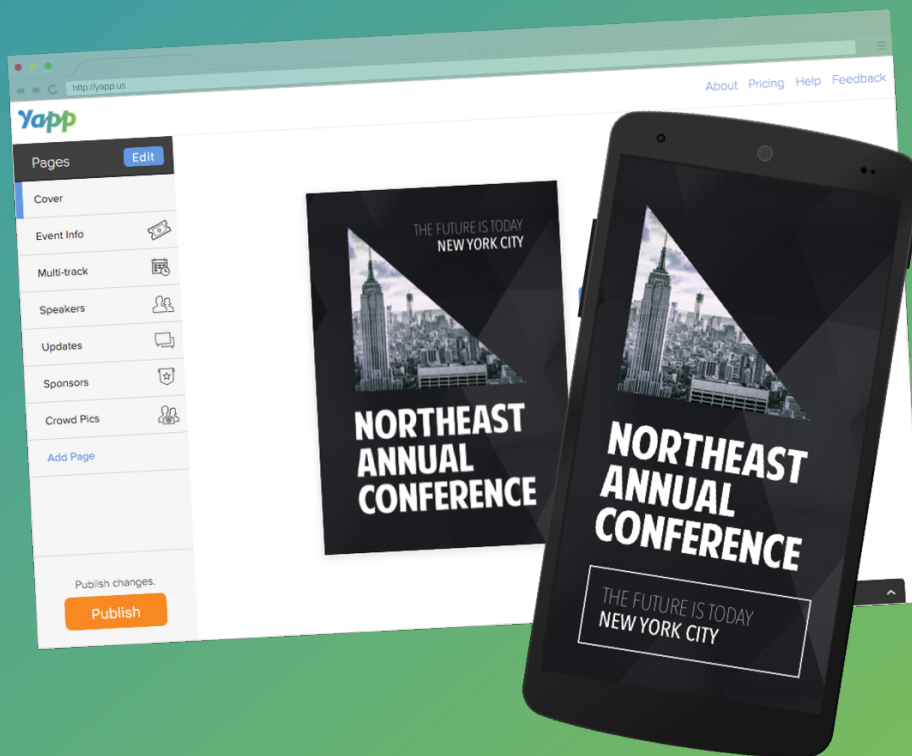 http://yapp.us
Yapp
About Pricing Help Feedback
Pages
Edit
Cover
Event Info
Multi-track
Speakers
Updates
Sponsors
Crowd Pics
Add Page
Publish changes.
Publish
THE FUTURE IS TODAY
NEW YORK CITY
NORTHEAST
ANNUAL
CONFERENCE
NORTHEAST
ANNUAL
CONFERENCE
THE FUTURE IS TODAY
NEW YORK CITY